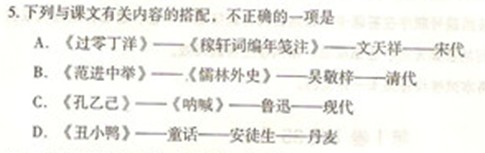 5.下列与课文有关内容的搭配，不正确的一项是
A. 《过零丁洋》——《稼轩词编年笺注》——文天祥——宋代
B. 《范进中举》——《儒林外史》——吴敬梓——清代
C. 《孔乙己》——《呐喊》——鲁迅——现代
D. 《丑小鸭》——童话——安徒生——丹麦